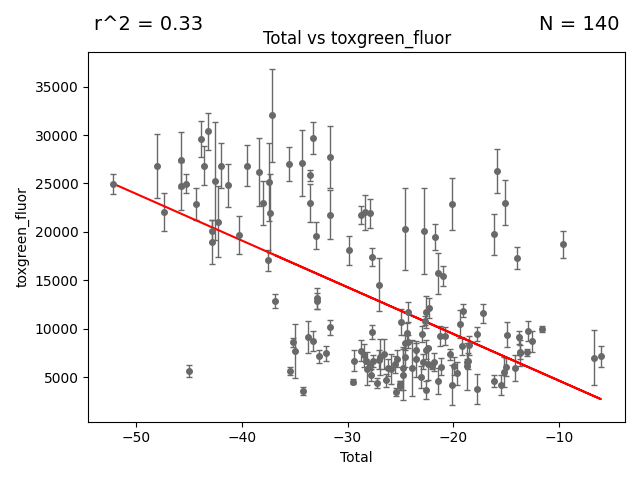 r^2 = 0.33
N = 140
Total vs toxgreen_fluor
35000
30000
25000
20000
15000
10000
5000
toxgreen_fluor
−50
−40
−30
−20
−10
Total